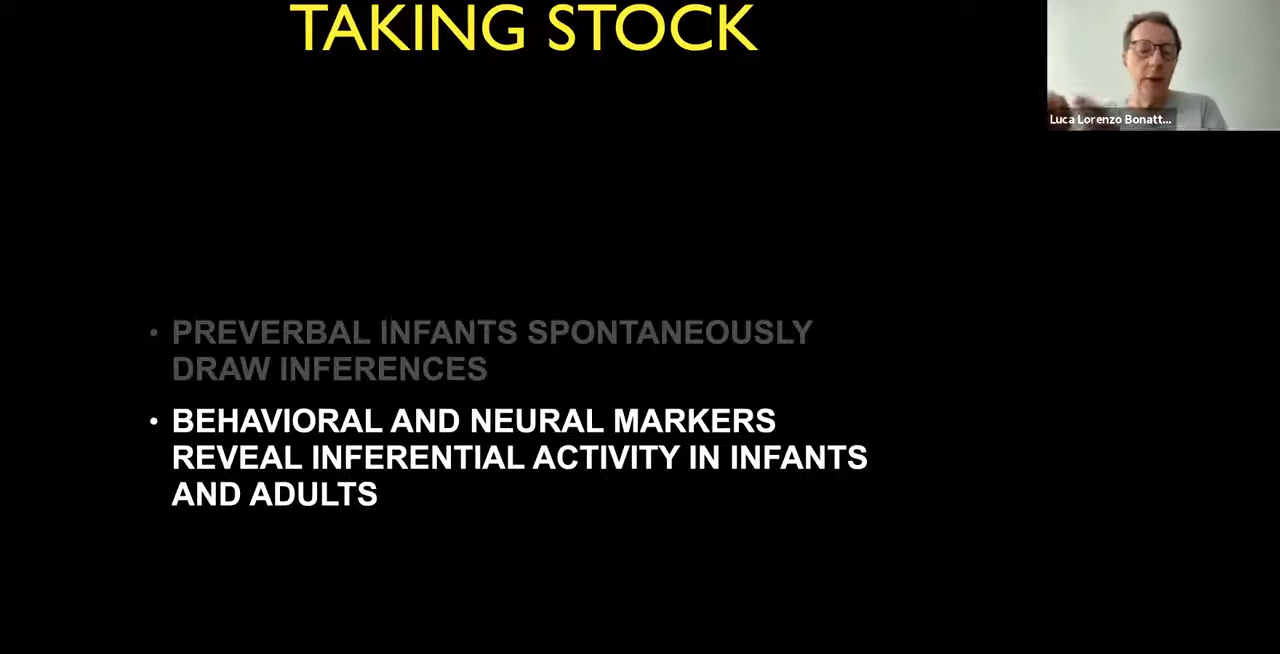 TAKING STOCK
Luca Lorenzo Bonatt...
• PREVERBAL INFANTS SPONTANEOUSLY
DRAW INFERENCES
• BEHAVIORAL AND NEURAL MARKERS
REVEAL INFERENTIAL ACTIVITY IN INFANTS
AND ADULTS